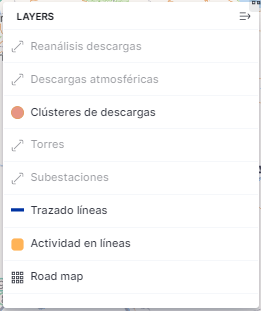 LAYERS
Reanálisis descargas
Descargas atmosféricas
Clústeres de descargas
Torres
Subestaciones
Trazado líneas
Actividad en líneas
Road map